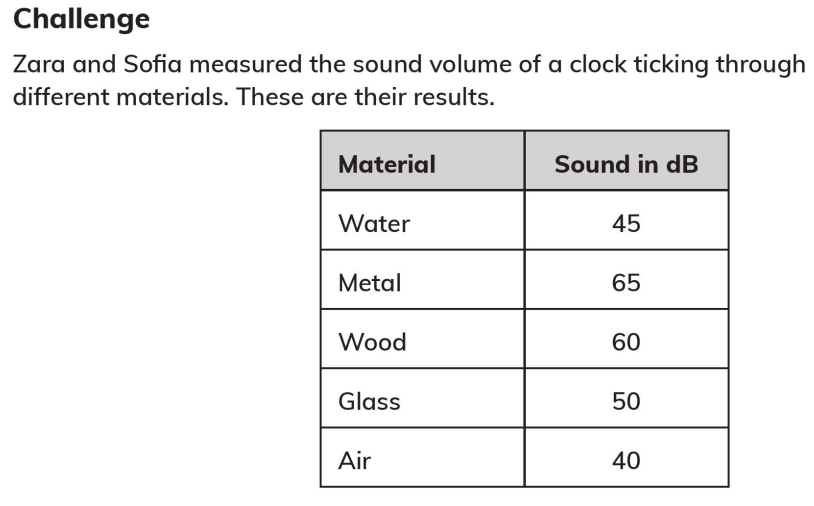 Challenge
Zara and Sofia measured the sound volume of a clock ticking through
different materials. These are their results.
Material Sound in dB
Water 45
Metal 65
Wood 60
Glass 50
Air 40